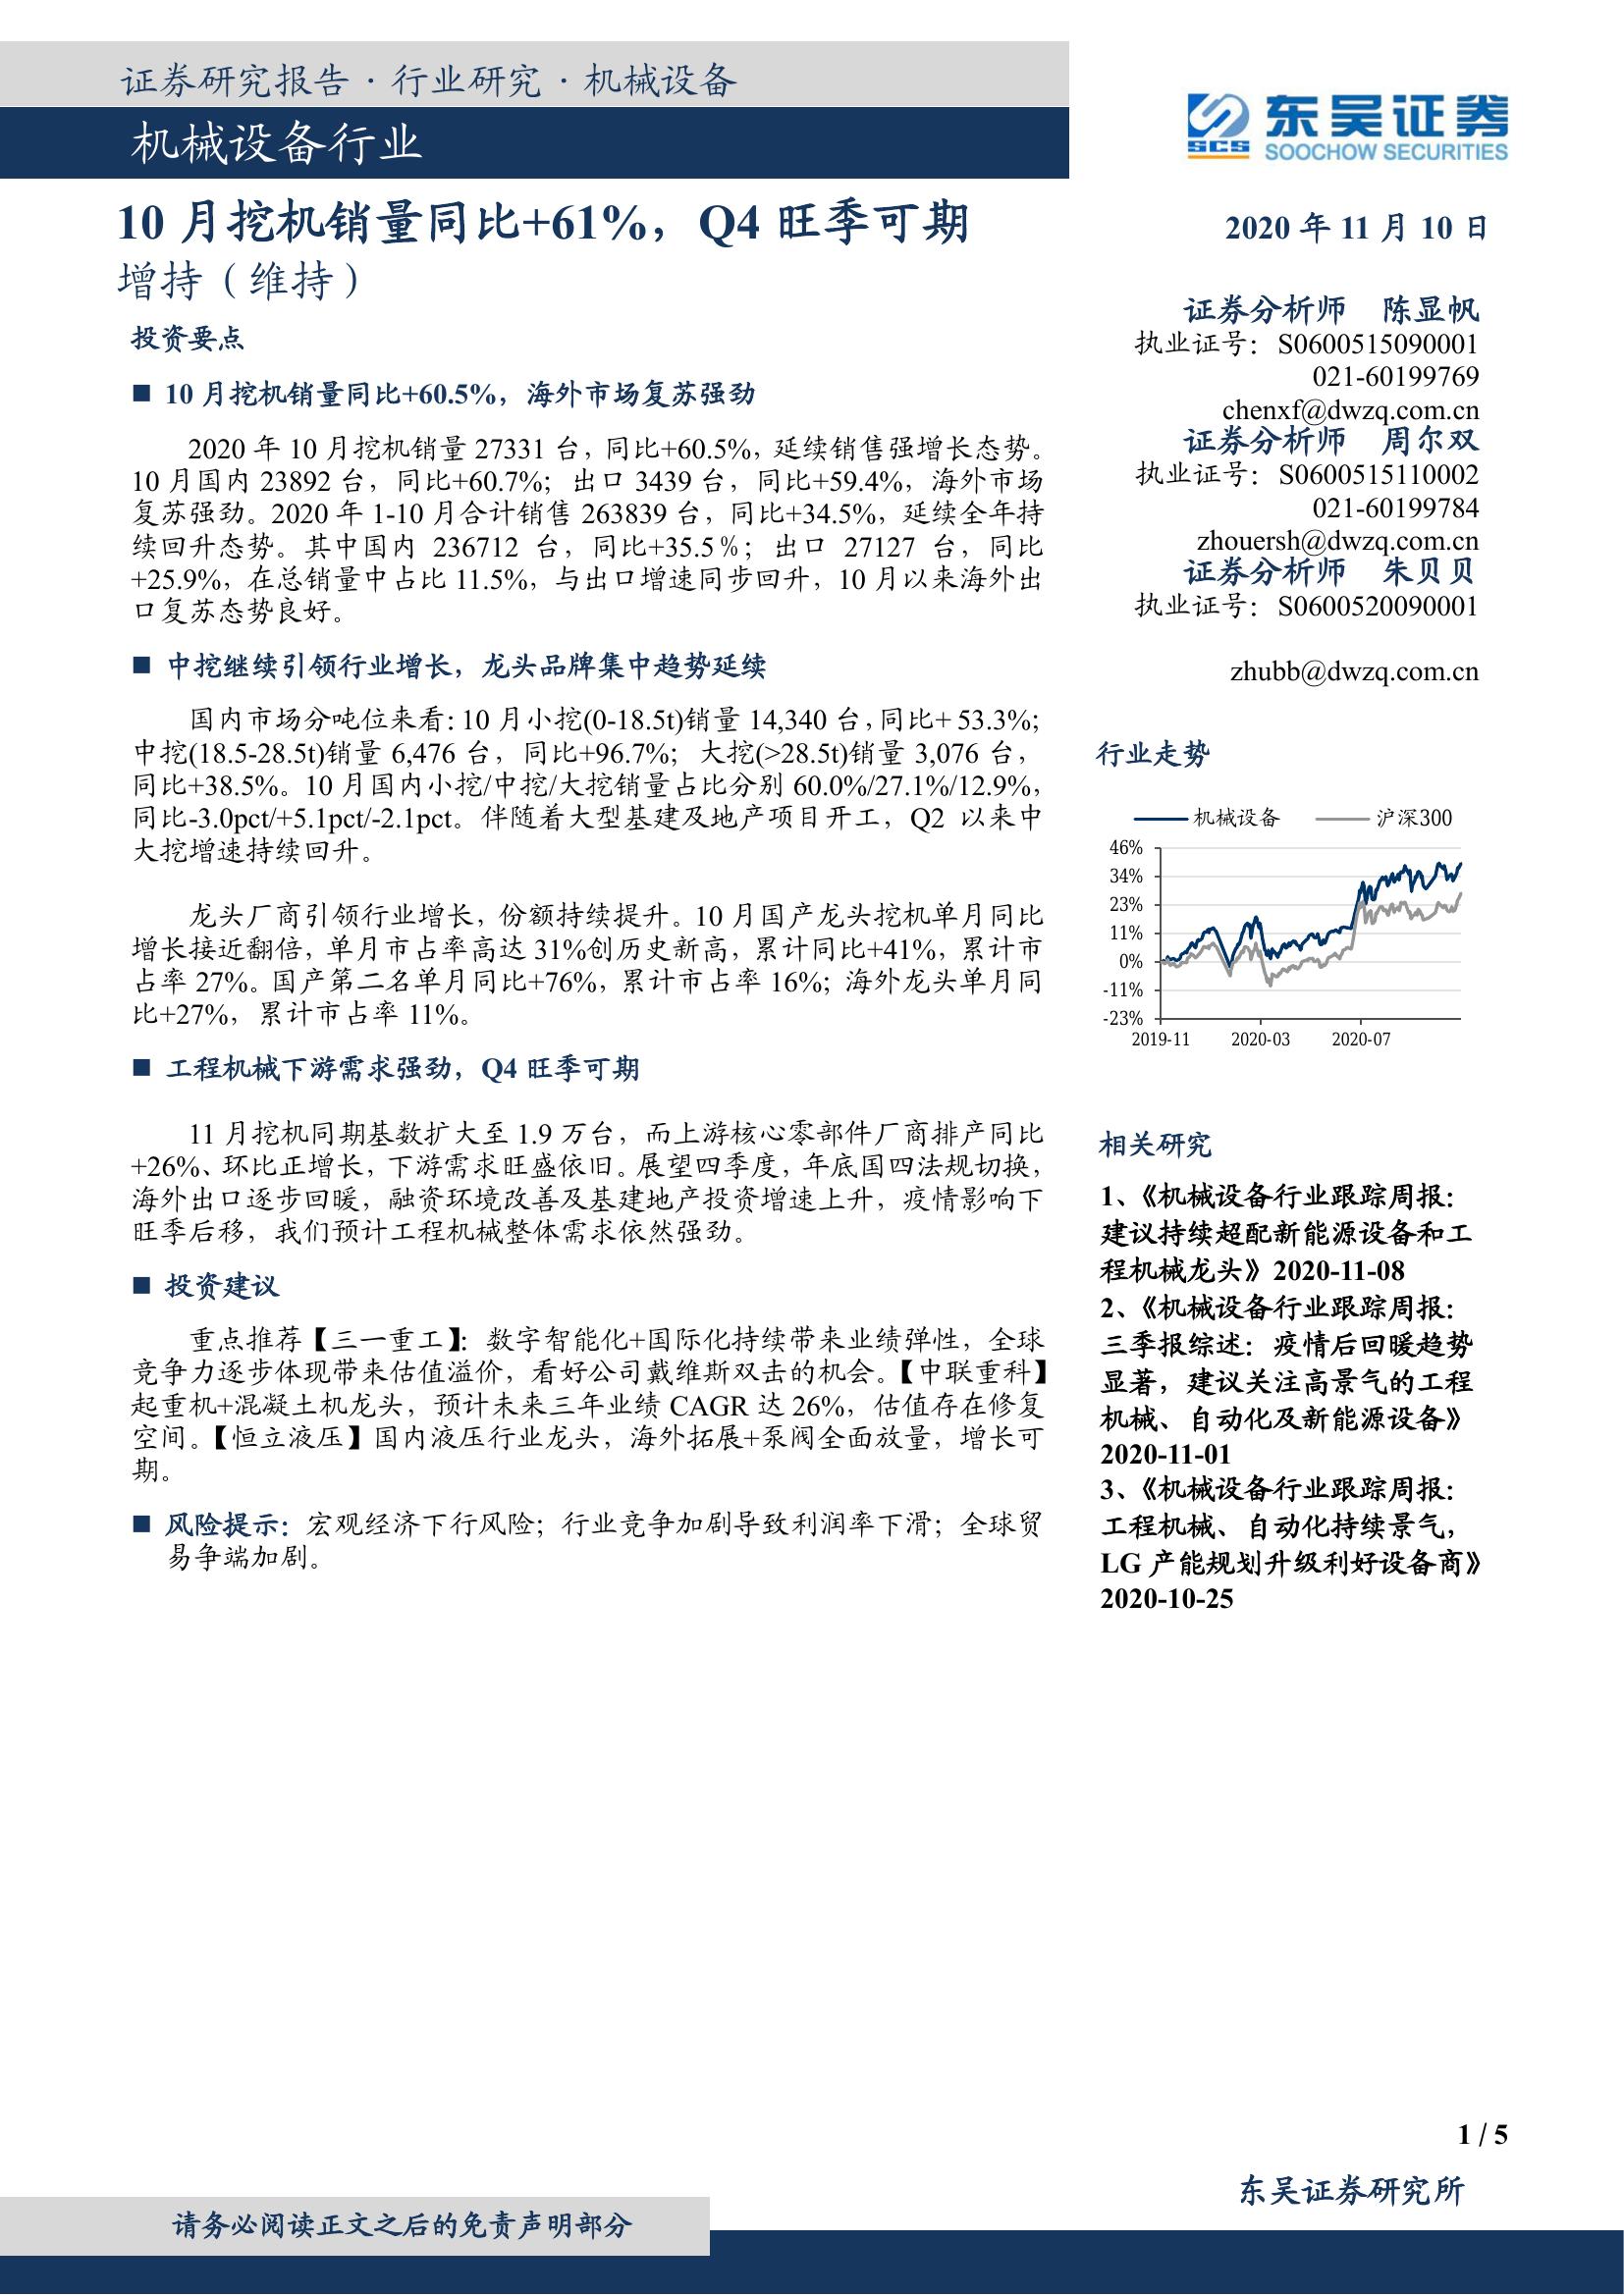 证券研究报告·行业研究·机械设备
机械设备行业
SCS
东吴证券
SOOCHOW SECURITIES
10 月挖机销量同比+61%，Q4 旺季可期
增持（维持）
投资要点
■ 10 月挖机销量同比+60.5%，海外市场复苏强劲
2020 年 10 月挖机销量 27331 台，同比+60.5%，延续销售强增长态势。
10 月国内 23892 台，同比+60.7%；出口 3439 台，同比+59.4%，海外市场
复苏强劲。2020 年 1-10 月合计销售 263839 台，同比+34.5%，延续全年持
续回升态势。其中国内 236712 台，同比+35.5％；出口 27127 台，同比
+25.9%，在总销量中占比 11.5%，与出口增速同步回升，10 月以来海外出
口复苏态势良好。
■ 中挖继续引领行业增长，龙头品牌集中趋势延续
国内市场分吨位来看：10 月小挖(0-18.5t)销量 14,340 台，同比+ 53.3%；
中挖(18.5-28.5t)销量 6,476 台，同比+96.7%；大挖(>28.5t)销量 3,076 台，
同比+38.5%。10 月国内小挖/中挖/大挖销量占比分别 60.0%/27.1%/12.9%，
同比-3.0pct/+5.1pct/-2.1pct。伴随着大型基建及地产项目开工，Q2 以来中
大挖增速持续回升。
龙头厂商引领行业增长，份额持续提升。10 月国产龙头挖机单月同比
增长接近翻倍，单月市占率高达 31%创历史新高，累计同比+41%，累计市
占率 27%。国产第二名单月同比+76%，累计市占率 16%；海外龙头单月同
比+27%，累计市占率 11%。
■ 工程机械下游需求强劲，Q4 旺季可期
11 月挖机同期基数扩大至 1.9 万台，而上游核心零部件厂商排产同比
+26%、环比正增长，下游需求旺盛依旧。展望四季度，年底国四法规切换，
海外出口逐步回暖，融资环境改善及基建地产投资增速上升，疫情影响下
旺季后移，我们预计工程机械整体需求依然强劲。
■ 投资建议
重点推荐【三一重工】：数字智能化+国际化持续带来业绩弹性，全球
竞争力逐步体现带来估值溢价，看好公司戴维斯双击的机会。【中联重科】
起重机+混凝土机龙头，预计未来三年业绩 CAGR 达 26%，估值存在修复
空间。【恒立液压】国内液压行业龙头，海外拓展+泵阀全面放量，增长可
期。
■ 风险提示：宏观经济下行风险；行业竞争加剧导致利润率下滑；全球贸
易争端加剧。
2020 年 11 月 10 日
证券分析师 陈显帆
执业证号：S0600515090001
021-60199769
chenxf@dwzq.com.cn
证券分析师 周尔双
执业证号：S0600515110002
021-60199784
zhouersh@dwzq.com.cn
证券分析师 朱贝贝
执业证号：S0600520090001
zhubb@dwzq.com.cn
行业走势
机械设备 沪深300
46%
34%
23%
11%
0%
-11%
-23%
2019-11 2020-03 2020-07
相关研究
1、《机械设备行业跟踪周报：
建议持续超配新能源设备和工
程机械龙头》2020-11-08
2、《机械设备行业跟踪周报：
三季报综述：疫情后回暖趋势
显著，建议关注高景气的工程
机械、自动化及新能源设备》
2020-11-01
3、《机械设备行业跟踪周报：
工程机械、自动化持续景气，
LG 产能规划升级利好设备商》
2020-10-25
1 / 5
东吴证券研究所
请务必阅读正文之后的免责声明部分